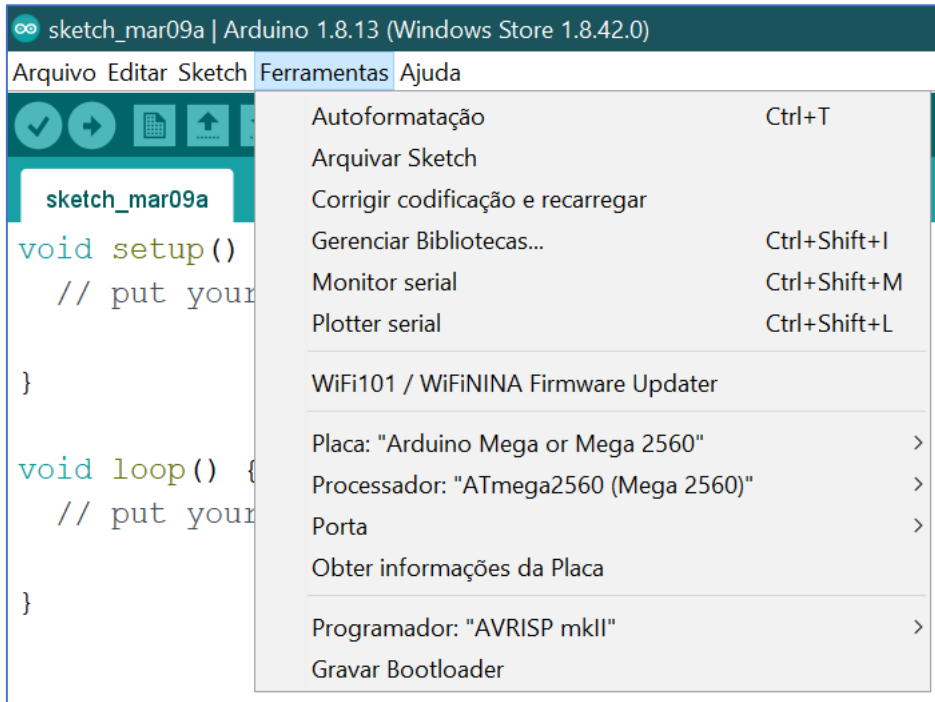 sketch_mar09a | Arduino 1.8.13 (Windows Store 1.8.42.0)
Arquivo Editar Sketch Ferramentas Ajuda
sketch_mar09a
void setup()
// put your
}
void loop() {
// put your
}
Autoformatação Ctrl+T
Arquivar Sketch
Corrigir codificação e recarregar
Gerenciar Bibliotecas... Ctrl+Shift+I
Monitor serial Ctrl+Shift+M
Plotter serial Ctrl+Shift+L
WiFi101 / WiFiNINA Firmware Updater
Placa: "Arduino Mega or Mega 2560"
Processador: "ATmega2560 (Mega 2560)"
Porta
Obter informações da Placa
Programador: "AVRISP mkII"
Gravar Bootloader